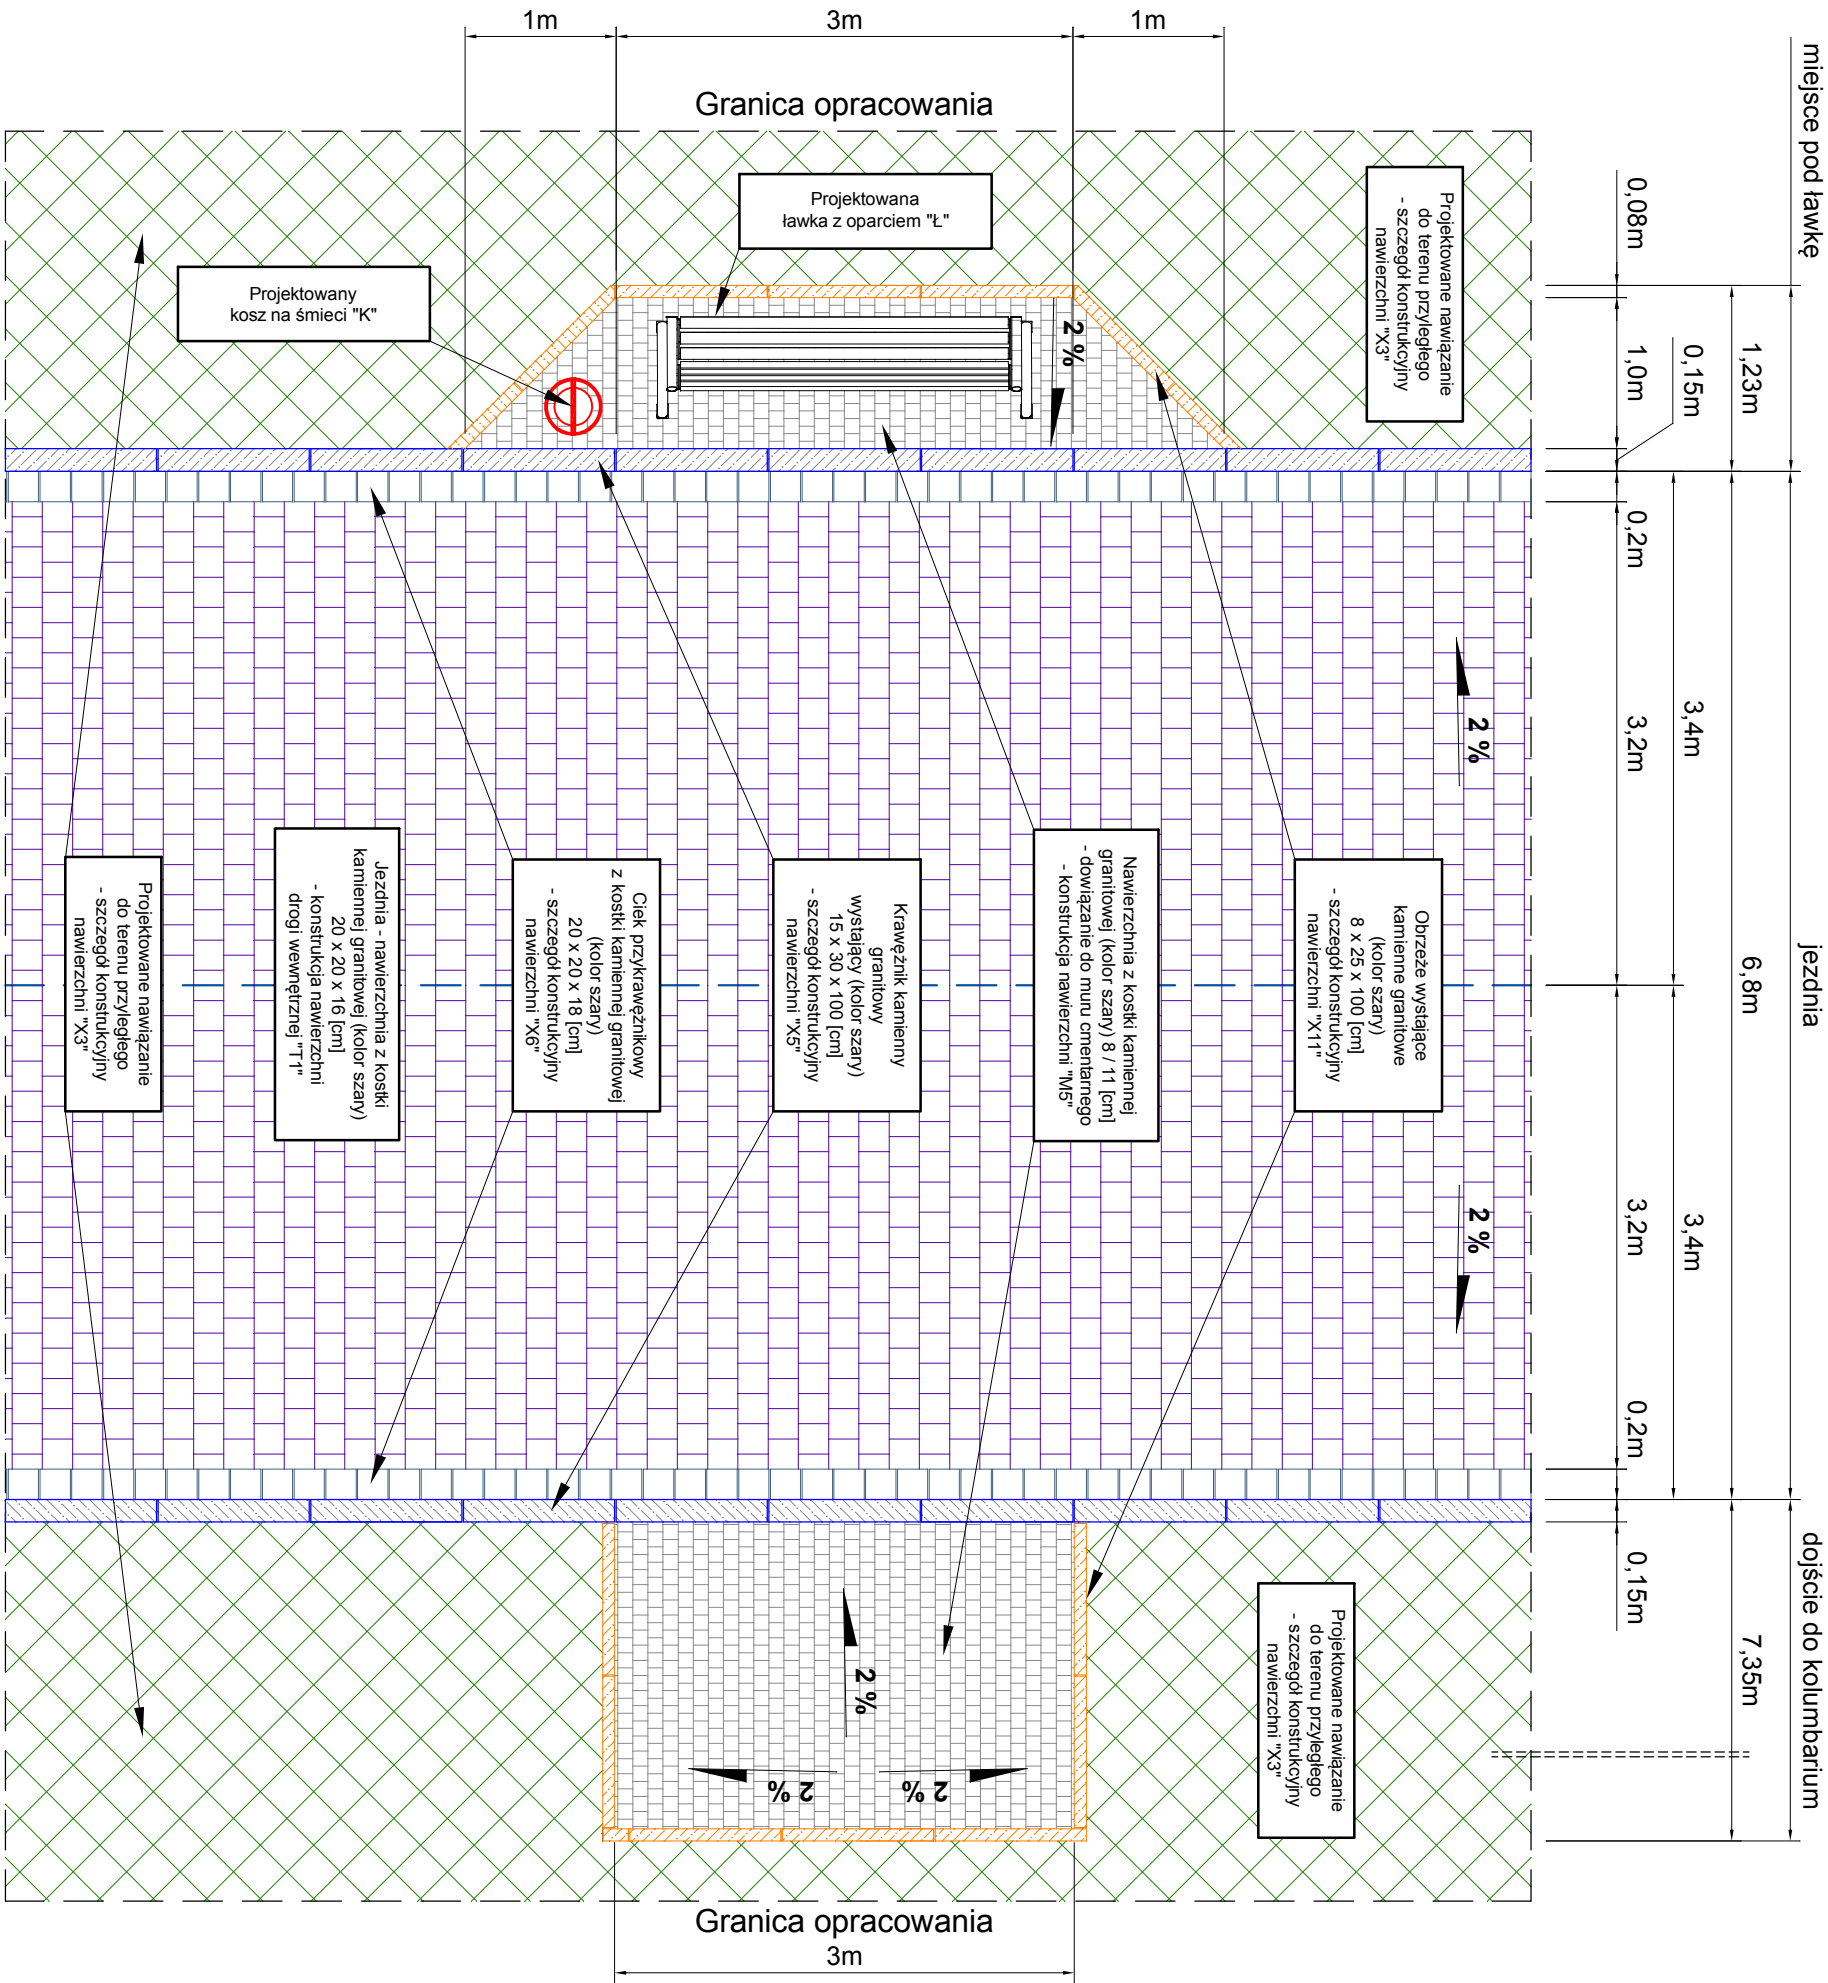 1m
3m
1m
Granica opracowania
miejsce pod ławkę
jezdnia
dojście do kolumbarium
0,08m
1,0m
0,15m
1,23m
0,2m
3,2m
3,4m
6,8m
3,2m
3,4m
0,2m
0,15m
7,35m
Projektowane nawiązanie
do terenu przyległego
- szczegół konstrukcyjny
nawierzchni "X3"
Projektowana
ławka z oparciem "Ł"
Projektowany
kosz na śmieci "K"
2 %
2 %
2 %
Obrzeże wystające
kamienne granitowe
(kolor szary)
8 x 25 x 100 [cm]
- szczegół konstrukcyjny
nawierzchni "X11"
Nawierzchnia z kostki kamiennej
granitowej (kolor szary) 8 / 11 [cm]
- dowiązanie do muru cmentarnego
- konstrukcja nawierzchni "M5"
Krawężnik kamienny
granitowy
wystający (kolor szary)
15 x 30 x 100 [cm]
- szczegół konstrukcyjny
nawierzchni "X5"
Ciek przykrawężnikowy
z kostki kamiennej granitowej
(kolor szary)
20 x 20 x 18 [cm]
- szczegół konstrukcyjny
nawierzchni "X6"
Jezdnia - nawierzchnia z kostki
kamiennej granitowej (kolor szary)
20 x 20 x 16 [cm]
- konstrukcja nawierzchni
drogi wewnętrznej "T1"
Projektowane nawiązanie
do terenu przyległego
- szczegół konstrukcyjny
nawierzchni "X3"
Projektowane nawiązanie
do terenu przyległego
- szczegół konstrukcyjny
nawierzchni "X3"
2 %
2 %
2 %
Granica opracowania
3m